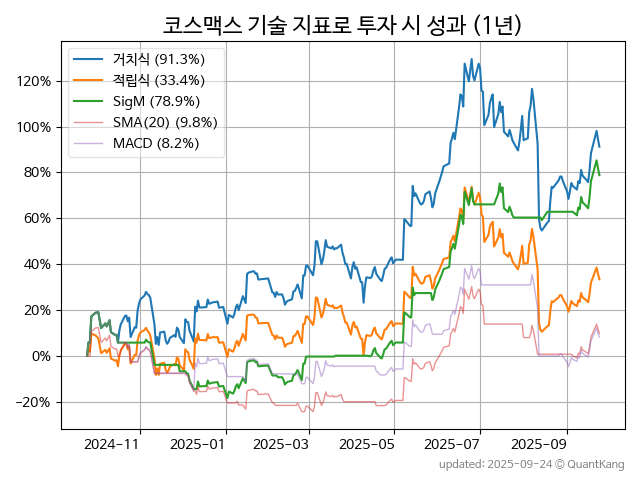 코스맥스 기술 지표로 투자 시 성과 (1년)
거치식 (91.3%)
적립식 (33.4%)
SigM (78.9%)
SMA(20) (9.8%)
MACD (8.2%)
120%
100%
80%
60%
40%
20%
0%
−20%
2024-11
2025-01
2025-03
2025-05
2025-07
2025-09
updated: 2025-09-24 © QuantKang